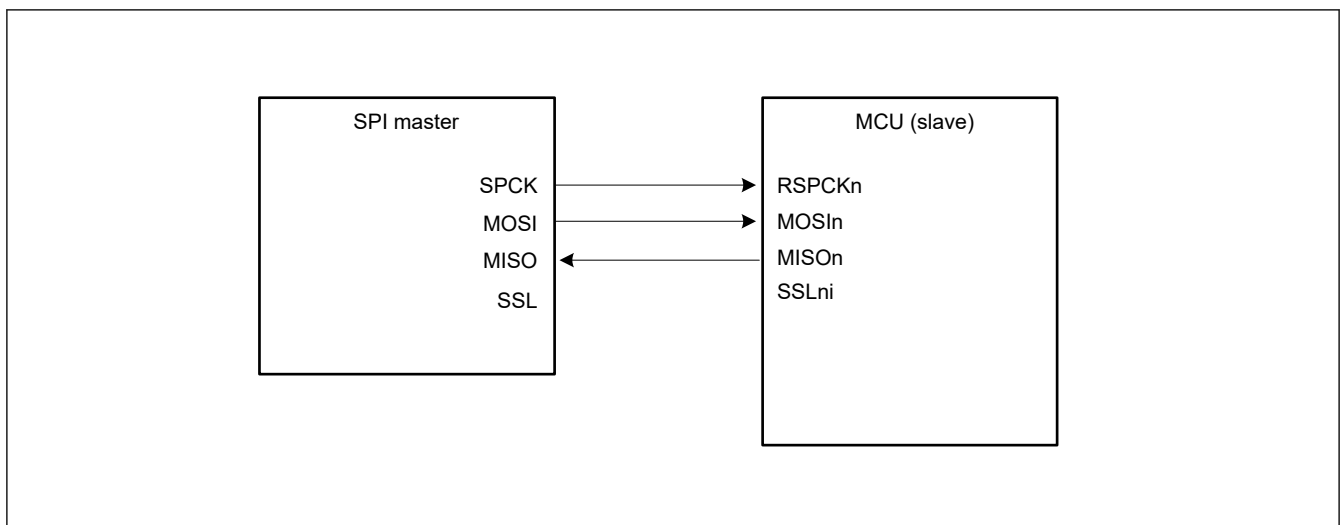 SPI master
SPCK
MOSI
MISO
SSL
MCU (slave)
RSPCKn
MOSIn
MISOn
SSLni